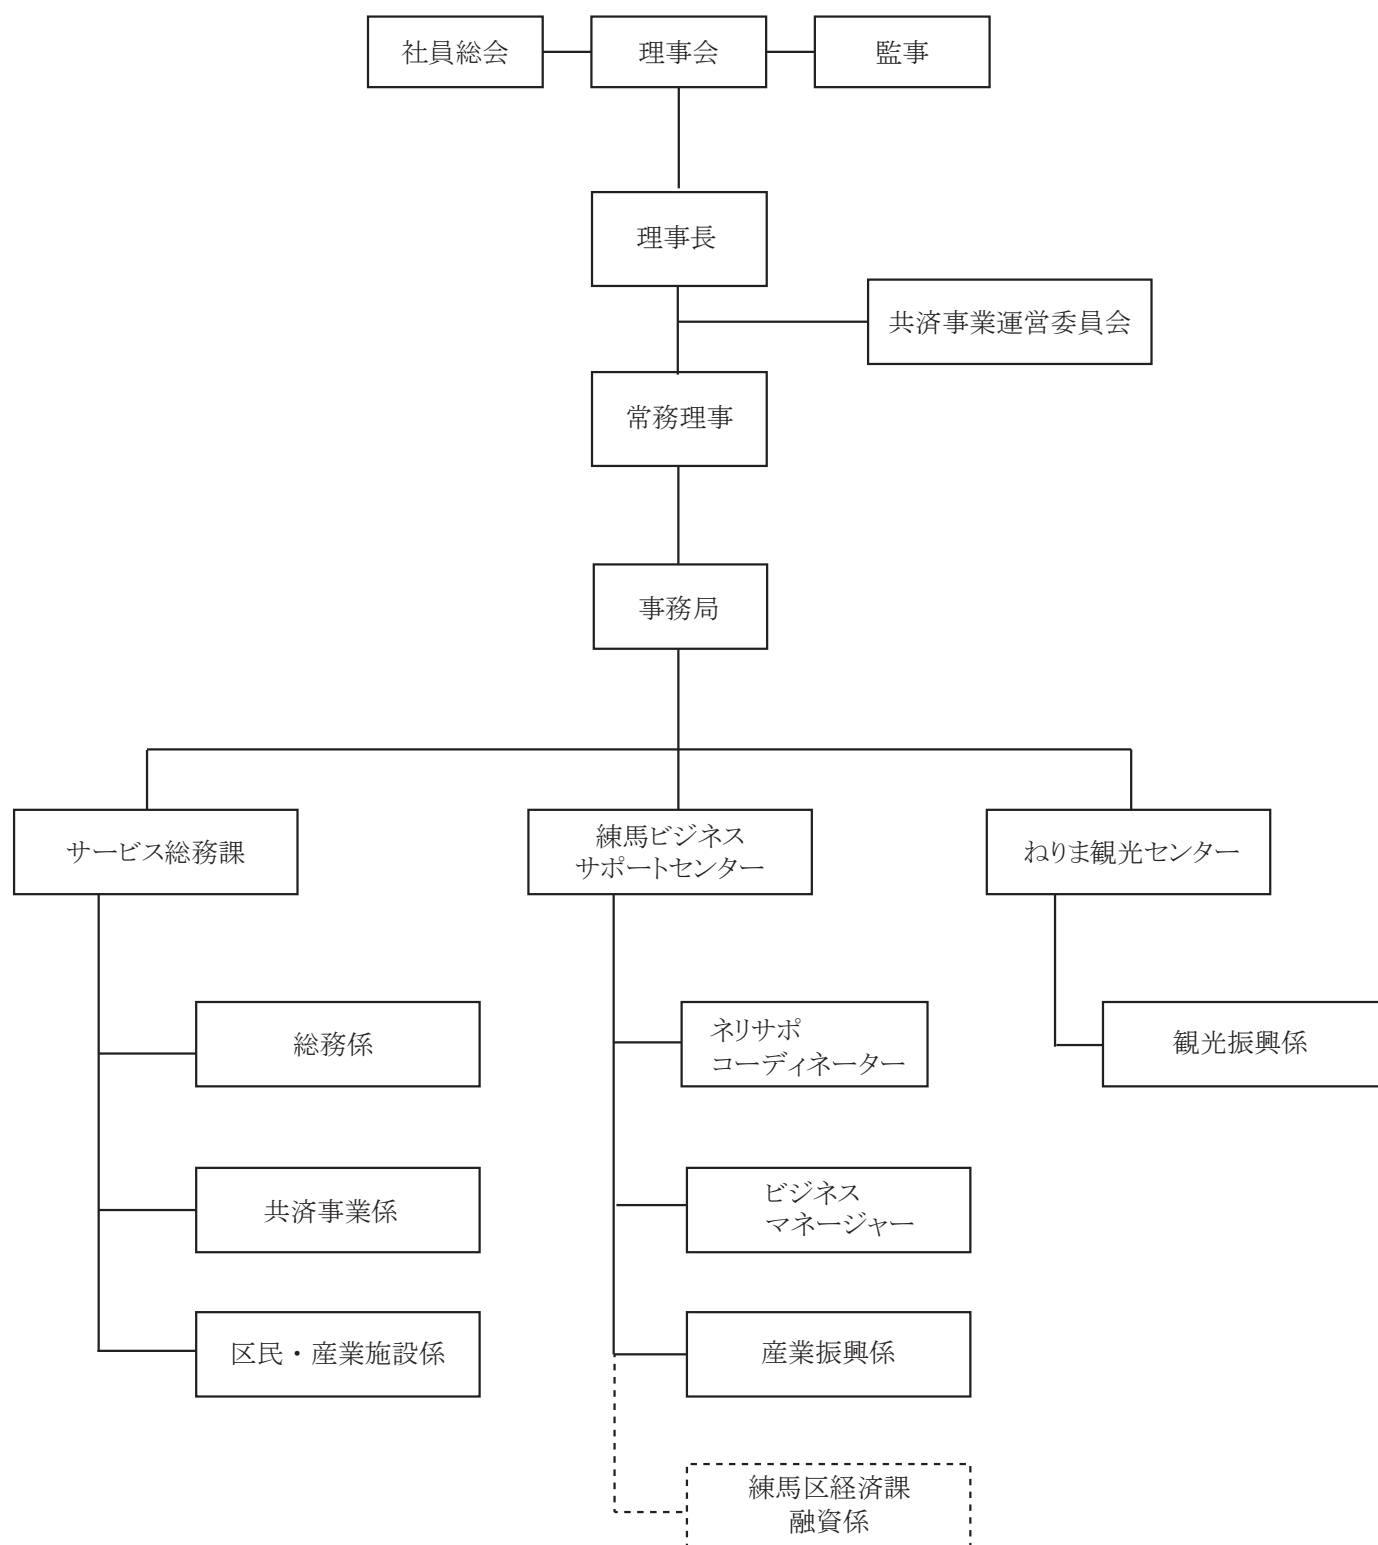 社員総会
理事会
監事
理事長
共済事業運営委員会
常務理事
事務局
サービス総務課
練馬ビジネス
サポートセンター
ねりま観光センター
総務係
ネリサポ
コーディネーター
観光振興係
共済事業係
ビジネス
マネージャー
区民・産業施設係
産業振興係
練馬区経済課
融資係